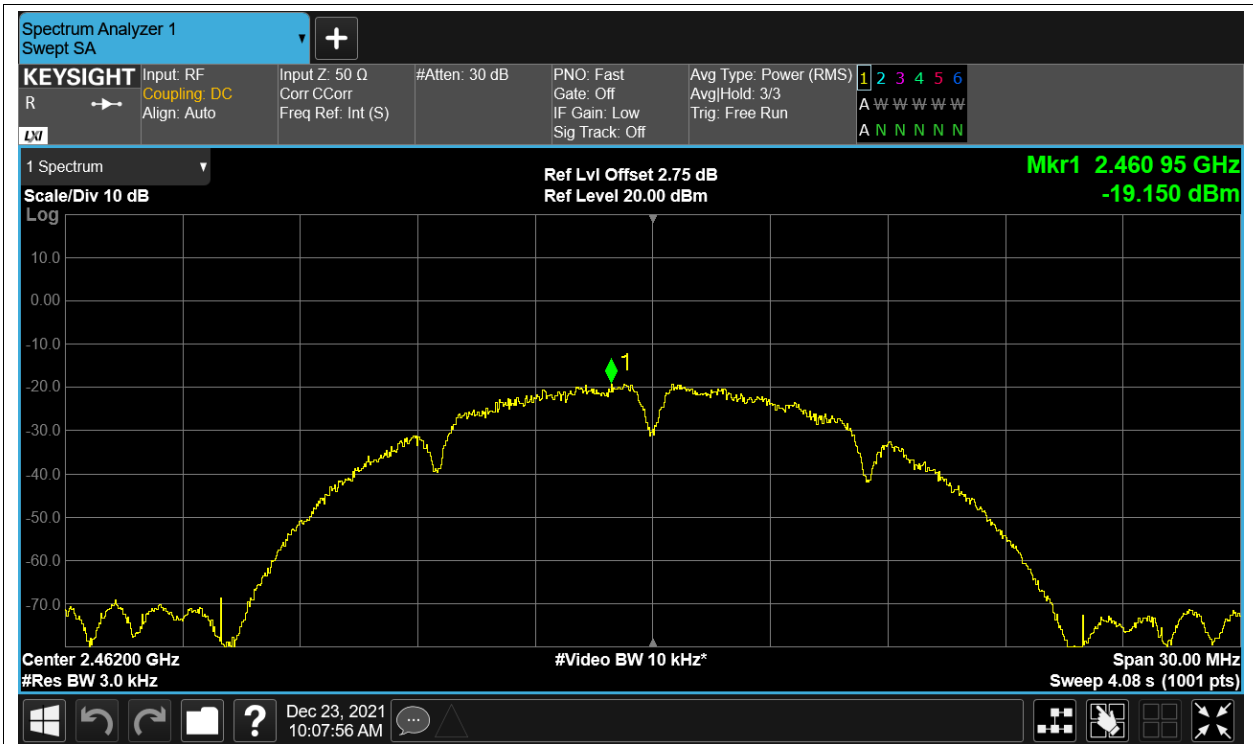 Spectrum Analyzer 1
Swept SA
KEYSIGHT
R
LXI
Input: RF
Coupling: DC
Align: Auto
Input Z: 50 Ω
Corr CCorr
Freq Ref: Int (S)
#Atten: 30 dB
PNO: Fast
Gate: Off
IF Gain: Low
Sig Track: Off
Avg Type: Power (RMS)
Avg|Hold: 3/3
Trig: Free Run
1 2 3 4 5 6
A W W W W W
A N N N N N
1 Spectrum
Scale/Div 10 dB
Log
Ref Lvl Offset 2.75 dB
Ref Level 20.00 dBm
Mkr1 2.460 95 GHz
-19.150 dBm
10.0
0.00
-10.0
-20.0
-30.0
-40.0
-50.0
-60.0
-70.0
1
Center 2.46200 GHz
#Res BW 3.0 kHz
#Video BW 10 kHz*
Span 30.00 MHz
Sweep 4.08 s (1001 pts)
?
Dec 23, 2021
10:07:56 AM